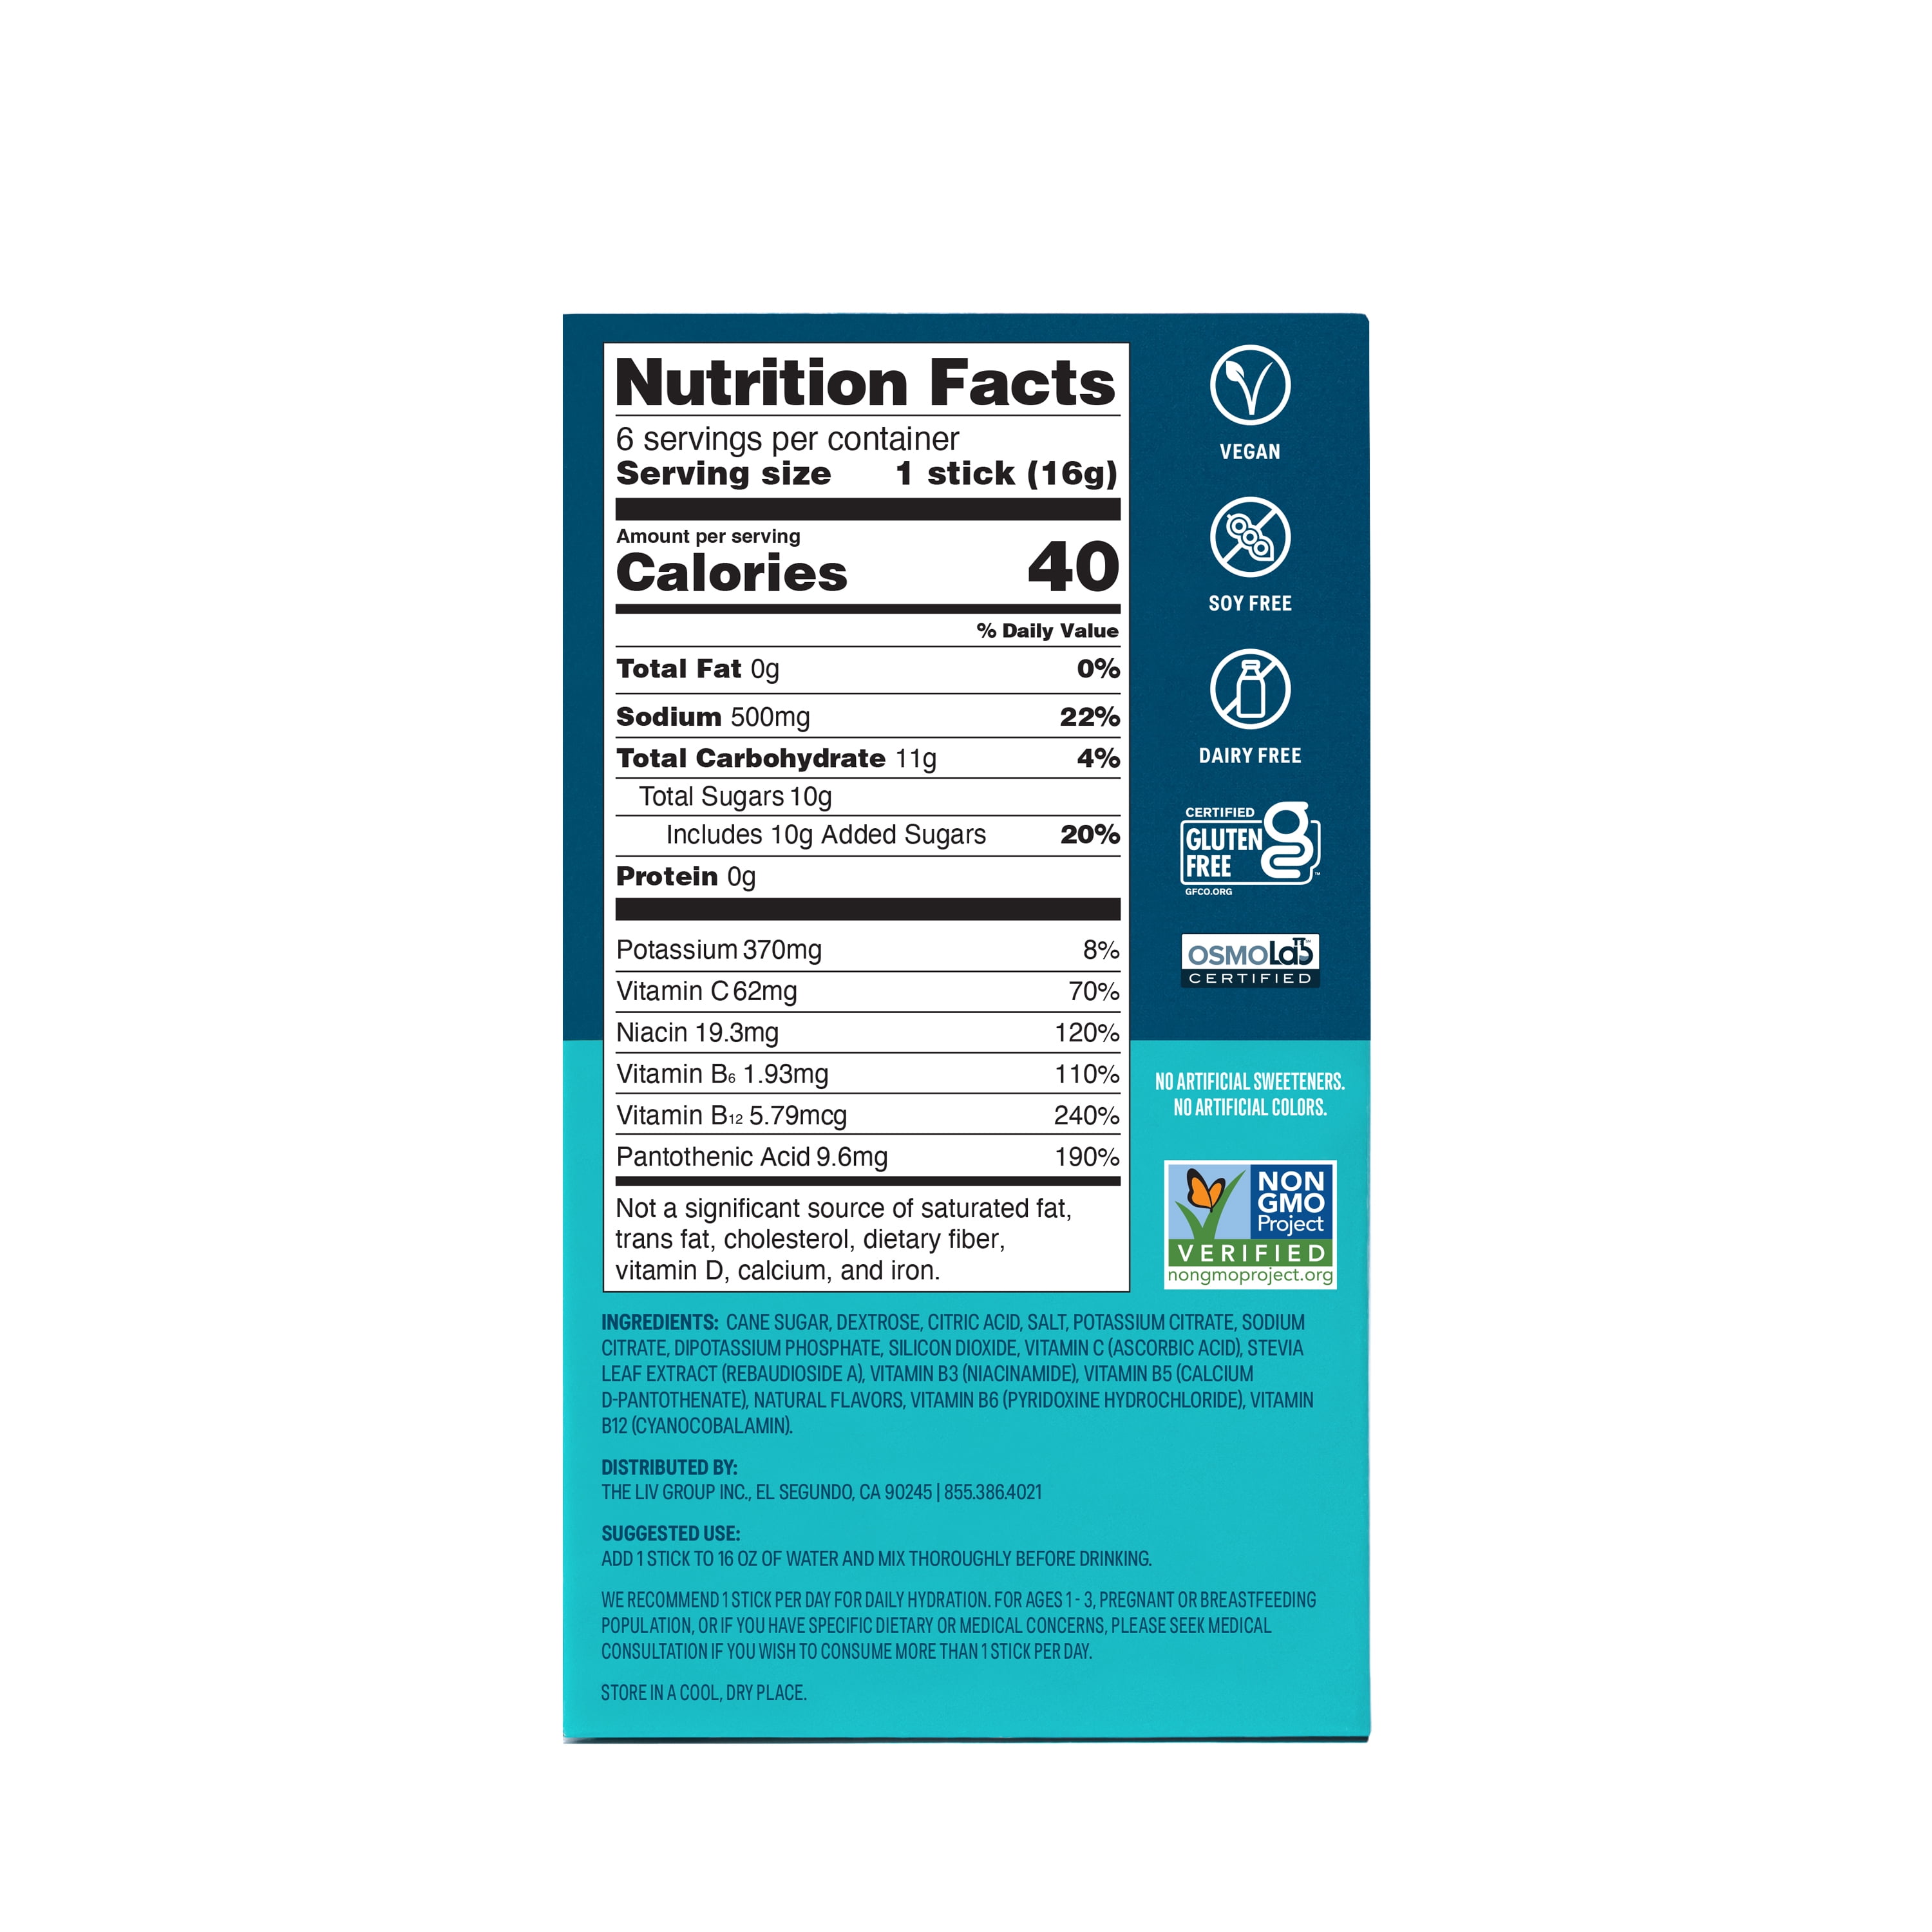 Nutrition Facts
6 servings per container
Serving size 1 stick (16g)
Amount per serving
Calories 40
% Daily Value
Total Fat 0g 0%
Sodium 500mg 22%
Total Carbohydrate 11g 4%
Total Sugars 10g
Includes 10g Added Sugars 20%
Protein 0g
Potassium 370mg 8%
Vitamin C 62mg 70%
Niacin 19.3mg 120%
Vitamin B6 1.93mg 110%
Vitamin B12 5.79mcg 240%
Pantothenic Acid 9.6mg 190%
Not a significant source of saturated fat,
trans fat, cholesterol, dietary fiber,
vitamin D, calcium, and iron.
VEGAN
SOY FREE
DAIRY FREE
CERTIFIED
GLUTEN
FREE
g
™
GFCO.ORG
OSMOLab
CERTIFIED
NO ARTIFICIAL SWEETENERS.
NO ARTIFICIAL COLORS.
NON
GMO
Project
VERIFIED
nongmoproject.org
INGREDIENTS: CANE SUGAR, DEXTROSE, CITRIC ACID, SALT, POTASSIUM CITRATE, SODIUM
CITRATE, DIPOTASSIUM PHOSPHATE, SILICON DIOXIDE, VITAMIN C (ASCORBIC ACID), STEVIA
LEAF EXTRACT (REBAUDIOSIDE A), VITAMIN B3 (NIACINAMIDE), VITAMIN B5 (CALCIUM
D-PANTOTHENATE), NATURAL FLAVORS, VITAMIN B6 (PYRIDOXINE HYDROCHLORIDE), VITAMIN
B12 (CYANOCOBALAMIN).
DISTRIBUTED BY:
THE LIV GROUP INC., EL SEGUNDO, CA 90245 | 855.386.4021
SUGGESTED USE:
ADD 1 STICK TO 16 OZ OF WATER AND MIX THOROUGHLY BEFORE DRINKING.
WE RECOMMEND 1 STICK PER DAY FOR DAILY HYDRATION. FOR AGES 1 - 3, PREGNANT OR BREASTFEEDING
POPULATION, OR IF YOU HAVE SPECIFIC DIETARY OR MEDICAL CONCERNS, PLEASE SEEK MEDICAL
CONSULTATION IF YOU WISH TO CONSUME MORE THAN 1 STICK PER DAY.
STORE IN A COOL, DRY PLACE.